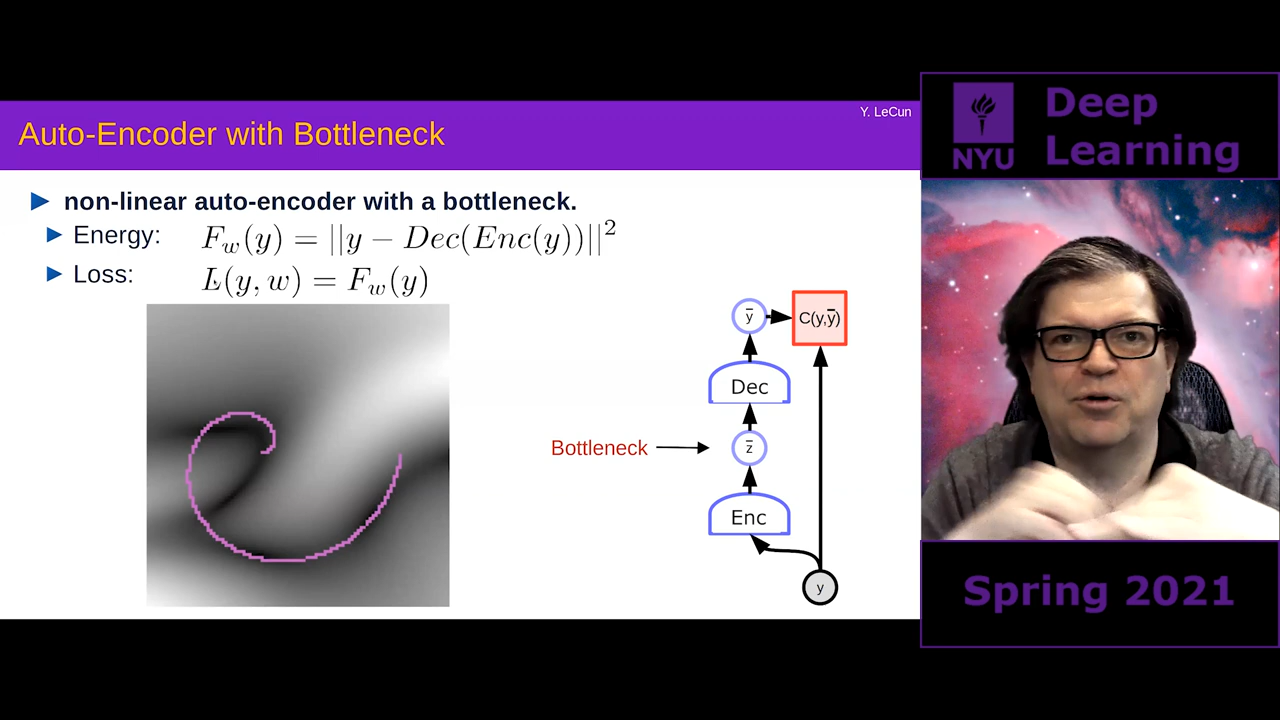 Y. LeCun
Auto-Encoder with Bottleneck
non-linear auto-encoder with a bottleneck.
Energy: F_w(y) = ||y − Dec(Enc(y))||²
Loss: L(y, w) = F_w(y)
ȳ
C(y,ȳ)
Dec
Bottleneck
z̄
Enc
y
NYU
Deep
Learning
Spring 2021